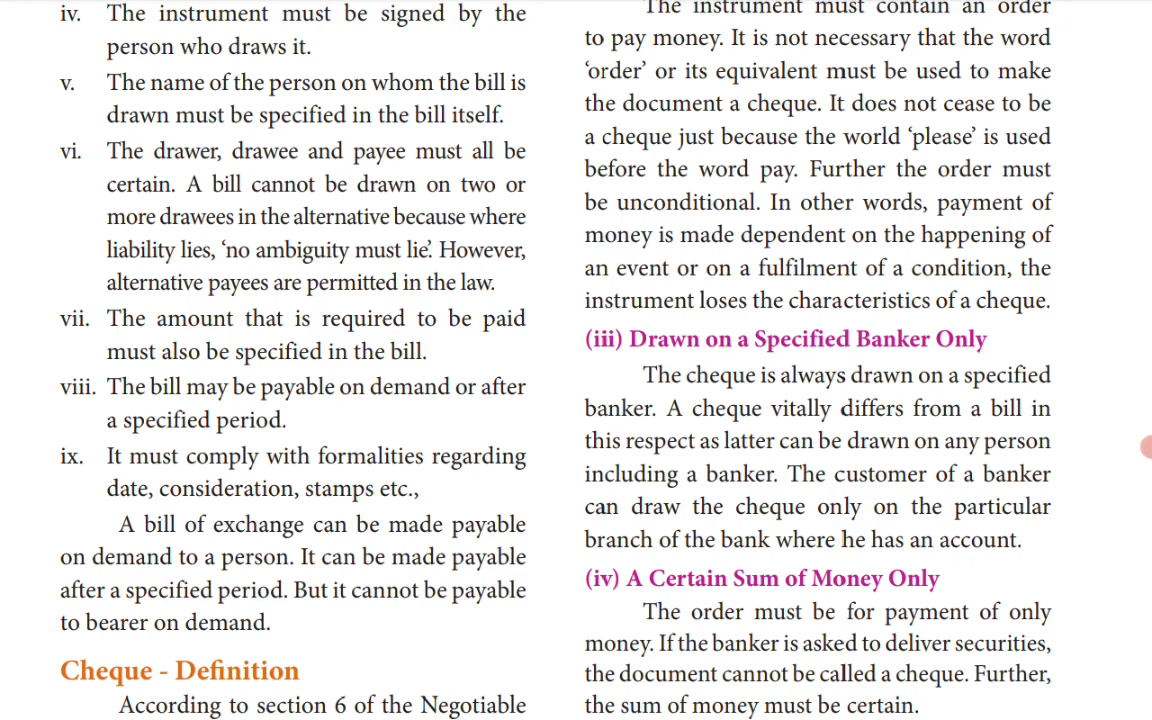 iv. The instrument must be signed by the
person who draws it.
v. The name of the person on whom the bill is
drawn must be specified in the bill itself.
vi. The drawer, drawee and payee must all be
certain. A bill cannot be drawn on two or
more drawees in the alternative because where
liability lies, ‘no ambiguity must lie’. However,
alternative payees are permitted in the law.
vii. The amount that is required to be paid
must also be specified in the bill.
viii. The bill may be payable on demand or after
a specified period.
ix. It must comply with formalities regarding
date, consideration, stamps etc.,
A bill of exchange can be made payable
on demand to a person. It can be made payable
after a specified period. But it cannot be payable
to bearer on demand.
Cheque - Definition
According to section 6 of the Negotiable
The instrument must contain an order
to pay money. It is not necessary that the word
‘order’ or its equivalent must be used to make
the document a cheque. It does not cease to be
a cheque just because the world ‘please’ is used
before the word pay. Further the order must
be unconditional. In other words, payment of
money is made dependent on the happening of
an event or on a fulfilment of a condition, the
instrument loses the characteristics of a cheque.
(iii) Drawn on a Specified Banker Only
The cheque is always drawn on a specified
banker. A cheque vitally differs from a bill in
this respect as latter can be drawn on any person
including a banker. The customer of a banker
can draw the cheque only on the particular
branch of the bank where he has an account.
(iv) A Certain Sum of Money Only
The order must be for payment of only
money. If the banker is asked to deliver securities,
the document cannot be called a cheque. Further,
the sum of money must be certain.